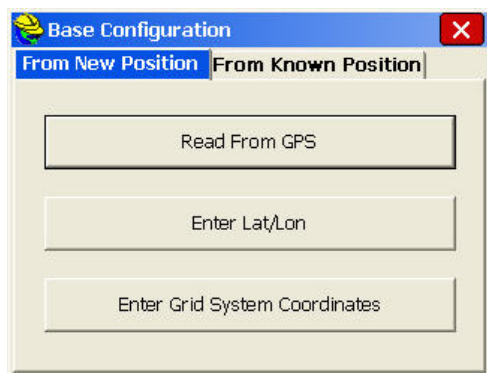 Base Configuration
From New Position From Known Position
Read From GPS
Enter Lat/Lon
Enter Grid System Coordinates